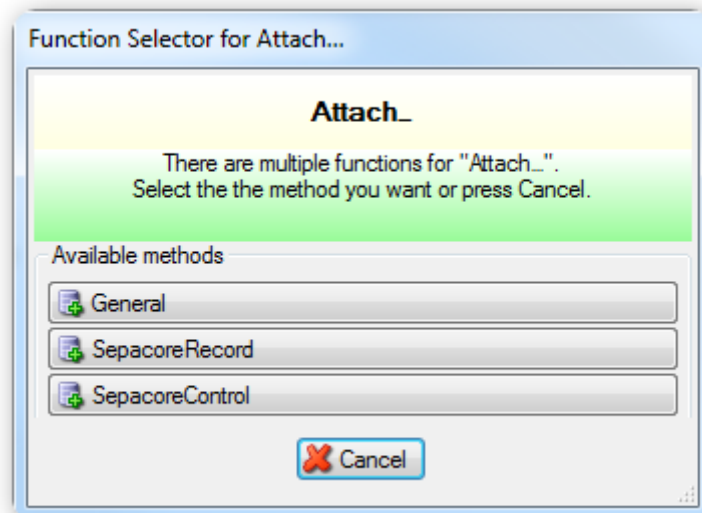 Function Selector for Attach...
Attach...
There are multiple functions for "Attach...".
Select the the method you want or press Cancel.
Available methods
General
SepacoreRecord
SepacoreControl
Cancel